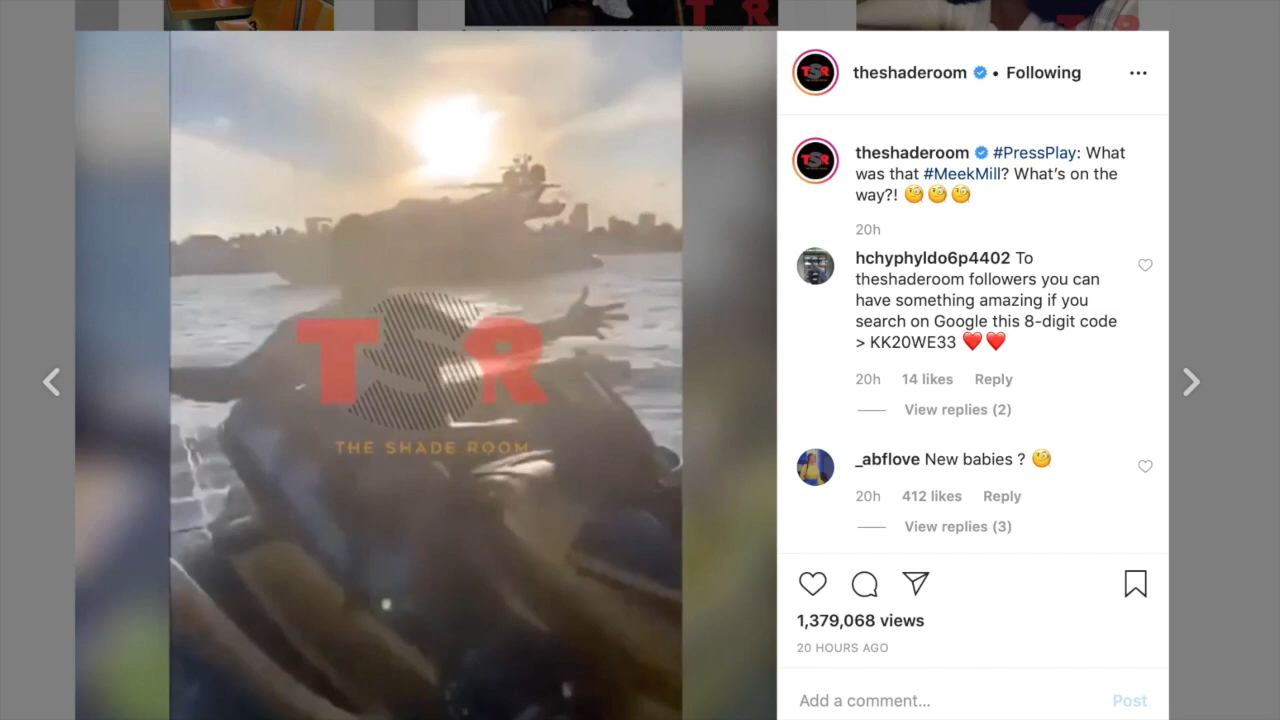 3
T R
theshaderoom • Following
TSR
theshaderoom #PressPlay: What
was that #MeekMill? What's on the
way?! 🧐 🧐 🧐
20h
hchyphyldo6p4402 To
theshaderoom followers you can
have something amazing if you
search on Google this 8-digit code
> KK20WE33 ❤️ ❤️
20h 14 likes Reply
View replies (2)
_abflove New babies ? 🧐
20h 412 likes Reply
View replies (3)
TSR
THE SHADE ROOM
1,379,068 views
20 HOURS AGO
Add a comment... Post